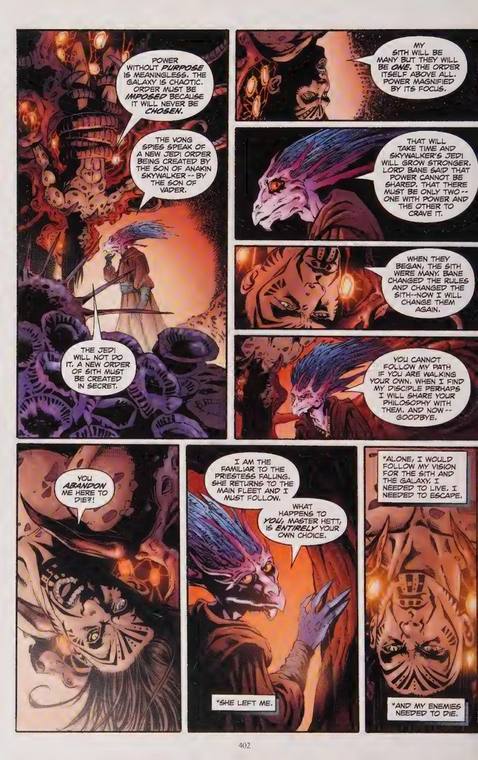 POWER
WITHOUT PURPOSE
IS MEANINGLESS. THE
GALAXY IS CHAOTIC.
ORDER MUST BE
IMPOSED BECAUSE
IT WILL NEVER BE
CHOSEN.
THE VONG
SPIES SPEAK OF
A NEW JEDI ORDER
BEING CREATED BY
THE SON OF ANAKIN
SKYWALKER -- BY
THE SON OF
VADER.
THE JEDI
WILL NOT DO
IT. A NEW ORDER
OF SITH MUST
BE CREATED
IN SECRET.
MY
SITH WILL BE
MANY BUT THEY WILL
BE ONE. THE ORDER
ITSELF ABOVE ALL.
POWER MAGNIFIED
BY ITS FOCUS.
THAT WILL
TAKE TIME AND
SKYWALKER'S JEDI
WILL GROW STRONGER.
LORD BANE SAID THAT
POWER CANNOT BE
SHARED. THAT THERE
MUST BE ONLY TWO --
ONE WITH POWER AND
THE OTHER TO
CRAVE IT.
WHEN THEY
BEGAN, THE SITH
WERE MANY. BANE
CHANGED THE RULES
AND CHANGED THE
SITH--NOW I WILL
CHANGE THEM
AGAIN.
YOU CANNOT
FOLLOW MY PATH
IF YOU ARE WALKING
YOUR OWN. WHEN I FIND
MY DISCIPLE PERHAPS
I WILL SHARE YOUR
PHILOSOPHY WITH
THEM. AND NOW --
GOODBYE.
YOU
ABANDON
ME HERE TO
DIE?!
I AM THE
FAMILIAR TO THE
PRIESTESS FALUNG.
SHE RETURNS TO THE
MAIN FLEET AND I
MUST FOLLOW.
WHAT
HAPPENS TO
YOU, MASTER HETT,
IS ENTIRELY YOUR
OWN CHOICE.
"SHE LEFT ME.
"ALONE, I WOULD
FOLLOW MY VISION
FOR THE SITH AND
THE GALAXY. I
NEEDED TO LIVE. I
NEEDED TO ESCAPE.
"AND MY ENEMIES
NEEDED TO DIE.
402